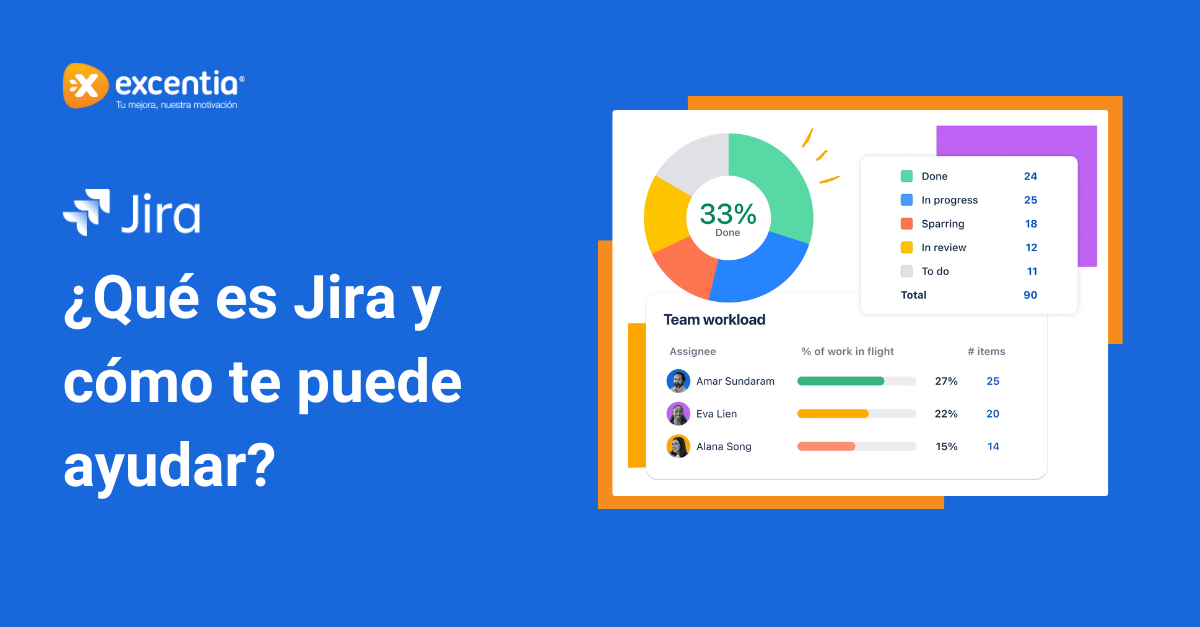 excentia®
Tu mejora, nuestra motivación
Jira
¿Qué es Jira y
cómo te puede
ayudar?
33%
Done
Done 24
In progress 25
Sparring 18
In review 12
To do 11
Total 90
Team workload
Assignee % of work in flight # items
Amar Sundaram 27% 25
Eva Lien 22% 20
Alana Song 15% 14